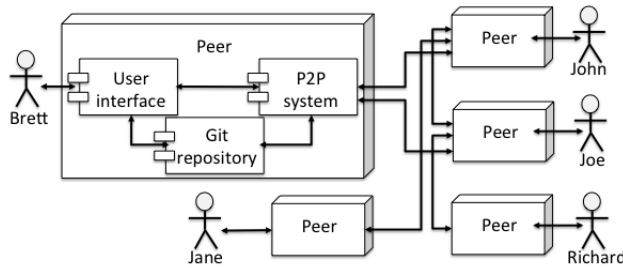 Peer
User
interface
P2P
system
Git
repository
Brett
Peer
John
Peer
Joe
Peer
Jane
Peer
Richard